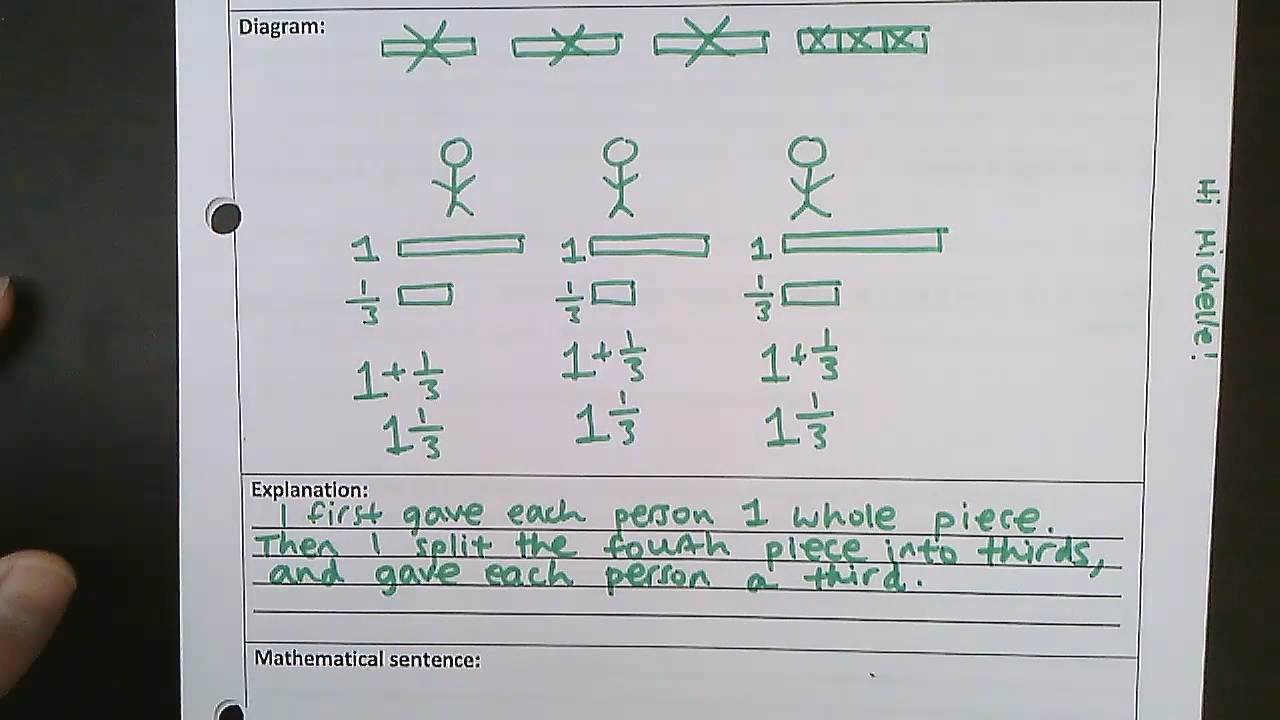 Diagram:
1 1 1
1/3 1/3 1/3
1 + 1/3 1 + 1/3 1 + 1/3
1 1/3 1 1/3 1 1/3
Hi Michelle!
Explanation:
I first gave each person 1 whole piece.
Then I split the fourth piece into thirds,
and gave each person a third.
Mathematical sentence: